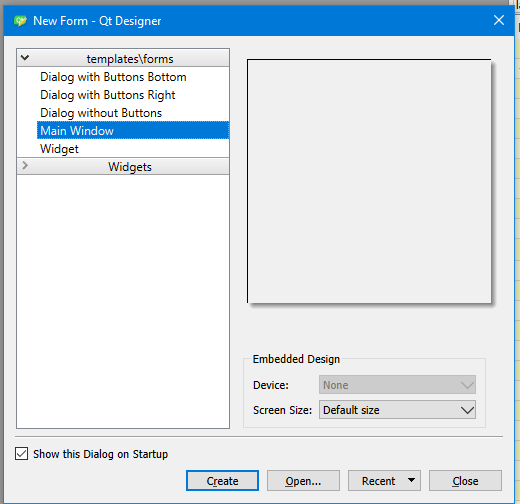 New Form - Qt Designer
templates\forms
Dialog with Buttons Bottom
Dialog with Buttons Right
Dialog without Buttons
Main Window
Widget
Widgets
Embedded Design
Device: None
Screen Size: Default size
Show this Dialog on Startup
Create Open... Recent Close